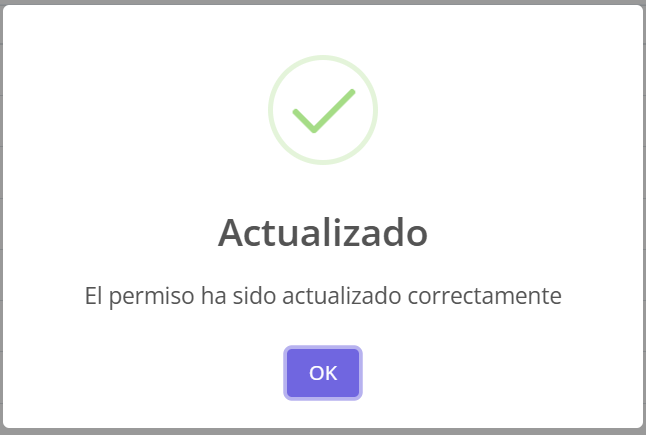 Actualizado
El permiso ha sido actualizado correctamente
OK